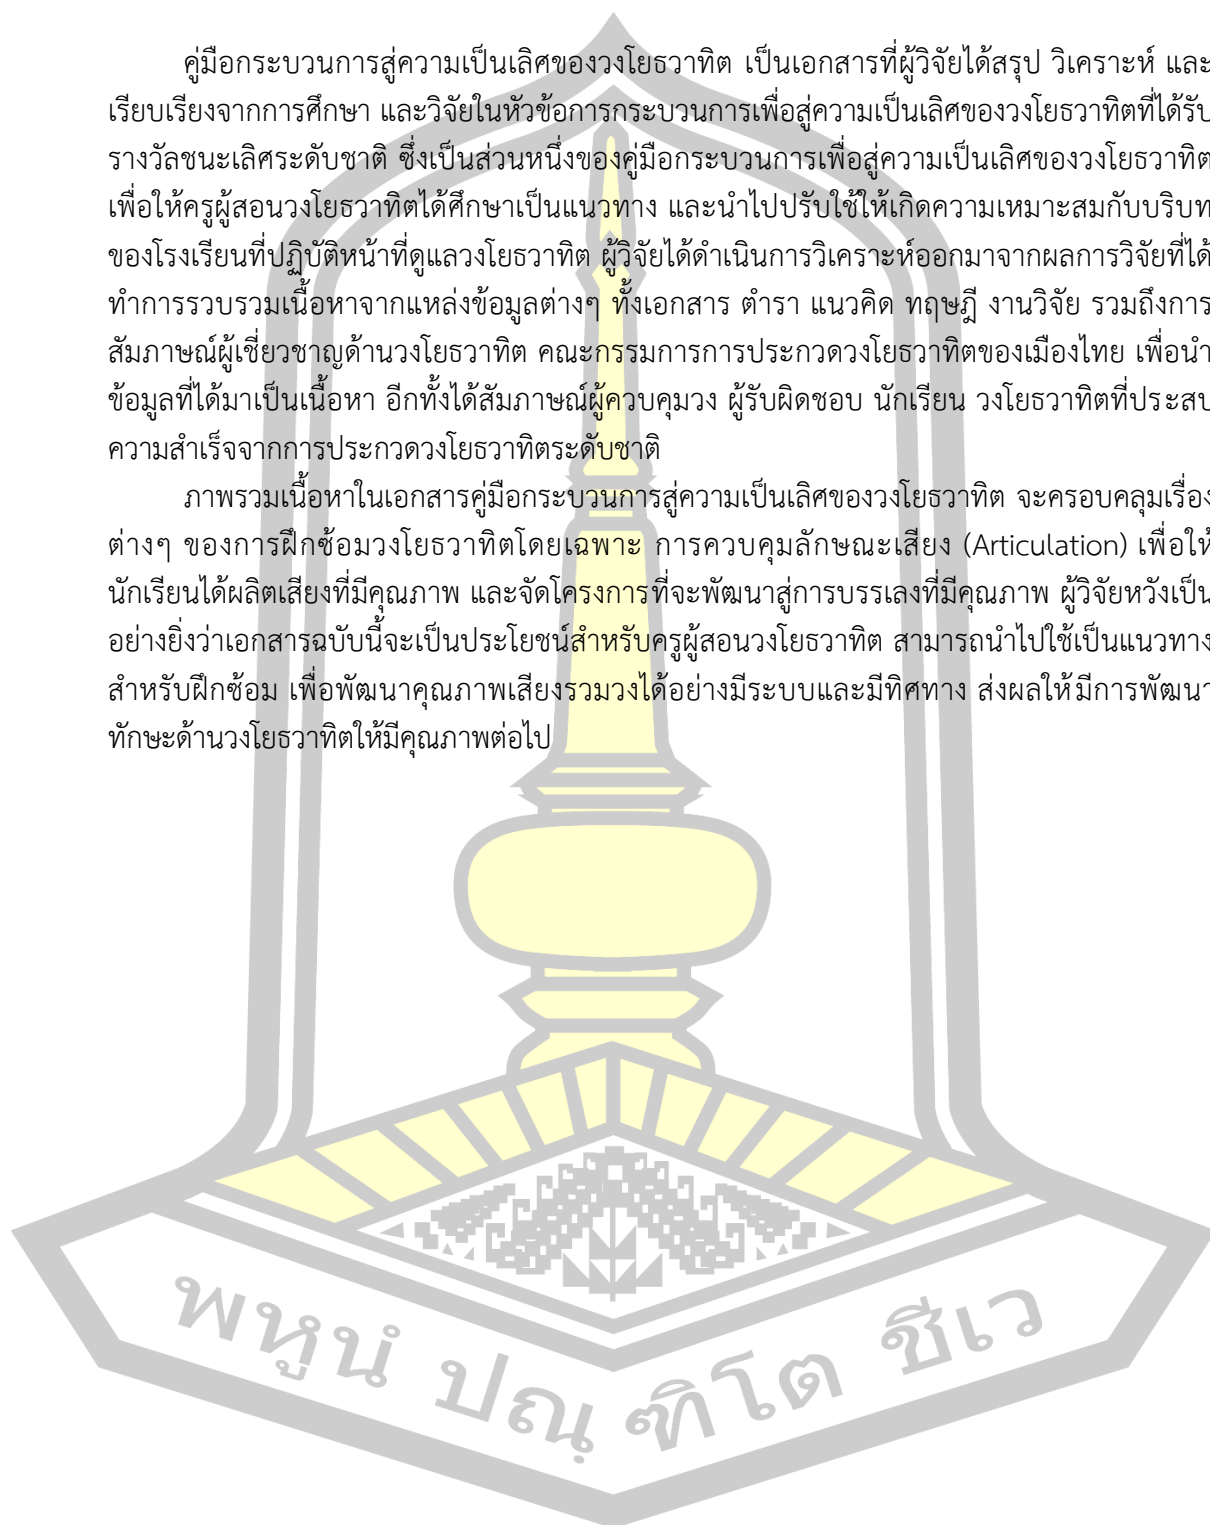 คู่มือกระบวนการสู่ความเป็นเลิศของวงโยธวาทิต เป็นเอกสารที่ผู้วิจัยได้สรุป วิเคราะห์ และ
เรียบเรียงจากการศึกษา และวิจัยในหัวข้อการกระบวนการเพื่อสู่ความเป็นเลิศของวงโยธวาทิตที่ได้รับ
รางวัลชนะเลิศระดับชาติ ซึ่งเป็นส่วนหนึ่งของคู่มือกระบวนการเพื่อสู่ความเป็นเลิศของวงโยธวาทิต
เพื่อให้ครูผู้สอนวงโยธวาทิตได้ศึกษาเป็นแนวทาง และนำไปปรับใช้ให้เกิดความเหมาะสมกับบริบท
ของโรงเรียนที่ปฏิบัติหน้าที่ดูแลวงโยธวาทิต ผู้วิจัยได้ดำเนินการวิเคราะห์ออกมาจากผลการวิจัยที่ได้
ทำการรวบรวมเนื้อหาจากแหล่งข้อมูลต่างๆ ทั้งเอกสาร ตำรา แนวคิด ทฤษฎี งานวิจัย รวมถึงการ
สัมภาษณ์ผู้เชี่ยวชาญด้านวงโยธวาทิต คณะกรรมการการประกวดวงโยธวาทิตของเมืองไทย เพื่อนำ
ข้อมูลที่ได้มาเป็นเนื้อหา อีกทั้งได้สัมภาษณ์ผู้ควบคุมวง ผู้รับผิดชอบ นักเรียน วงโยธวาทิตที่ประสบ
ความสำเร็จจากการประกวดวงโยธวาทิตระดับชาติ
ภาพรวมเนื้อหาในเอกสารคู่มือกระบวนการสู่ความเป็นเลิศของวงโยธวาทิต จะครอบคลุมเรื่อง
ต่างๆ ของการฝึกซ้อมวงโยธวาทิตโดยเฉพาะ การควบคุมลักษณะเสียง (Articulation) เพื่อให้
นักเรียนได้ผลิตเสียงที่มีคุณภาพ และจัดโครงการที่จะพัฒนาสู่การบรรเลงที่มีคุณภาพ ผู้วิจัยหวังเป็น
อย่างยิ่งว่าเอกสารฉบับนี้จะเป็นประโยชน์สำหรับครูผู้สอนวงโยธวาทิต สามารถนำไปใช้เป็นแนวทาง
สำหรับฝึกซ้อม เพื่อพัฒนาคุณภาพเสียงรวมวงได้อย่างมีระบบและมีทิศทาง ส่งผลให้มีการพัฒนา
ทักษะด้านวงโยธวาทิตให้มีคุณภาพต่อไป
พหูนํ ปณฺฑิโต ชีเว